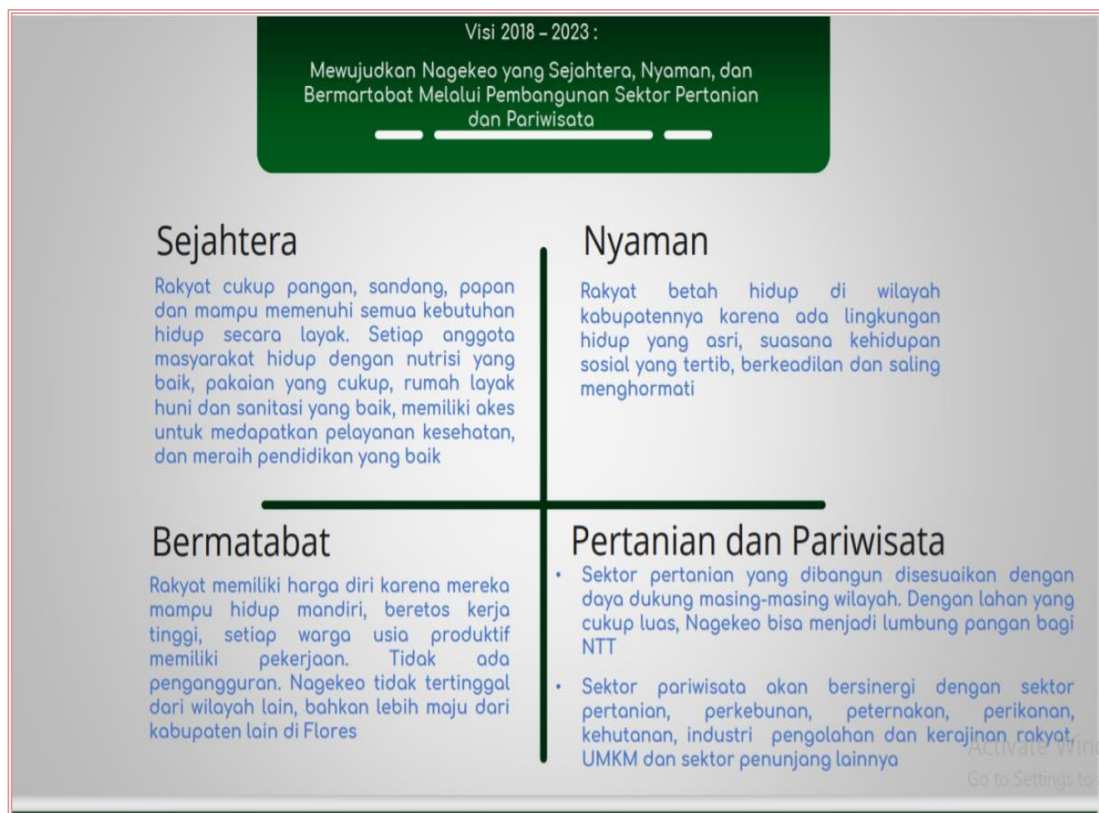 Visi 2018 – 2023 :
Mewujudkan Nagekeo yang Sejahtera, Nyaman, dan
Bermartabat Melalui Pembangunan Sektor Pertanian
dan Pariwisata
Sejahtera
Rakyat cukup pangan, sandang, papan
dan mampu memenuhi semua kebutuhan
hidup secara layak. Setiap anggota
masyarakat hidup dengan nutrisi yang
baik, pakaian yang cukup, rumah layak
huni dan sanitasi yang baik, memiliki akes
untuk medapatkan pelayanan kesehatan,
dan meraih pendidikan yang baik
Nyaman
Rakyat betah hidup di wilayah
kabupatennya karena ada lingkungan
hidup yang asri, suasana kehidupan
sosial yang tertib, berkeadilan dan saling
menghormati
Bermatabat
Rakyat memiliki harga diri karena mereka
mampu hidup mandiri, beretos kerja
tinggi, setiap warga usia produktif
memiliki pekerjaan. Tidak ada
pengangguran. Nagekeo tidak tertinggal
dari wilayah lain, bahkan lebih maju dari
kabupaten lain di Flores
Pertanian dan Pariwisata
• Sektor pertanian yang dibangun disesuaikan dengan
daya dukung masing-masing wilayah. Dengan lahan yang
cukup luas, Nagekeo bisa menjadi lumbung pangan bagi
NTT
• Sektor pariwisata akan bersinergi dengan sektor
pertanian, perkebunan, peternakan, perikanan,
kehutanan, industri pengolahan dan kerajinan rakyat,
UMKM dan sektor penunjang lainnya
Activate Win
Go to Settings to